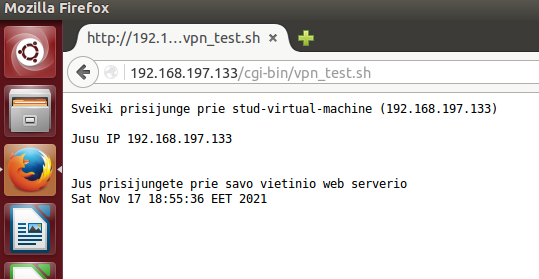 Mozilla Firefox
http://192.1...vpn_test.sh
192.168.197.133/cgi-bin/vpn_test.sh
Sveiki prisijunge prie stud-virtual-machine (192.168.197.133)
Jusu IP 192.168.197.133
Jus prisijungete prie savo vietinio web serverio
Sat Nov 17 18:55:36 EET 2021